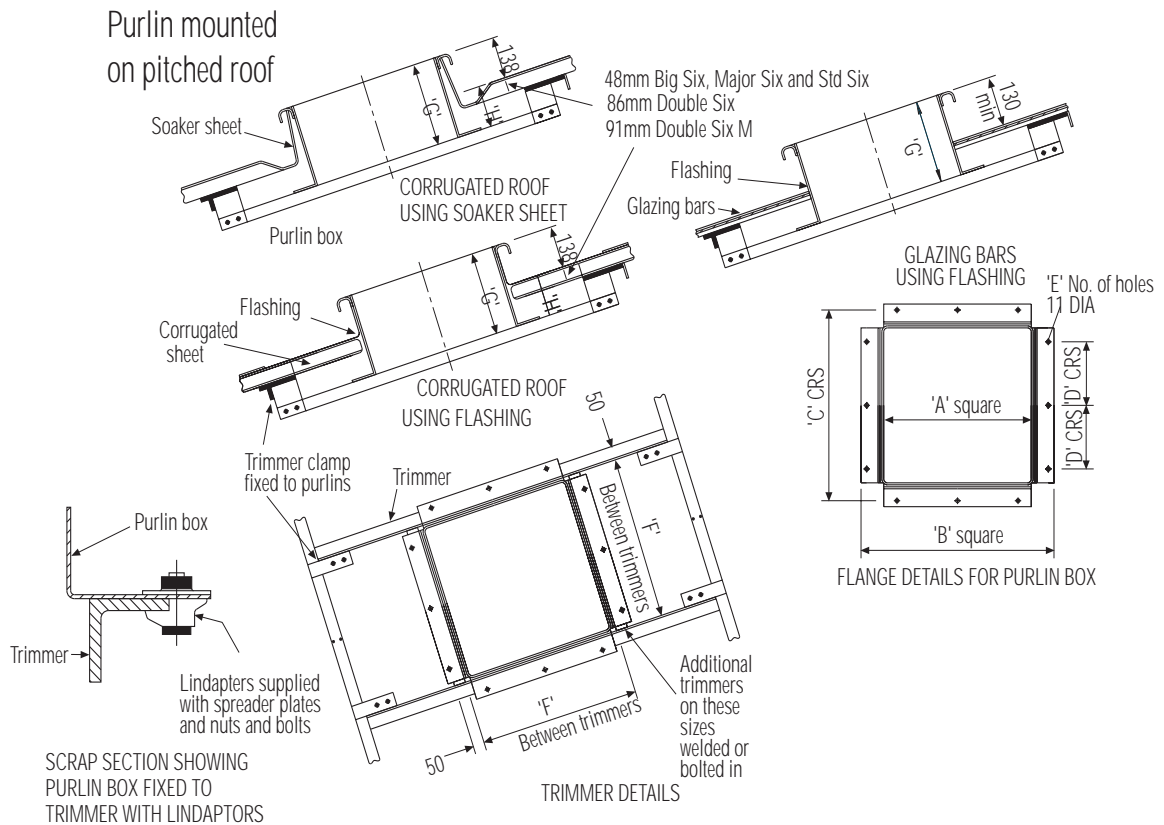 Purlin mounted
on pitched roof
Soaker sheet
'G'
138
'H'
48mm Big Six, Major Six and Std Six
86mm Double Six
91mm Double Six M
CORRUGATED ROOF
USING SOAKER SHEET
Purlin box
130
min
'G'
Flashing
Glazing bars
GLAZING BARS
USING FLASHING
138
'G'
'H'
Flashing
Corrugated
sheet
CORRUGATED ROOF
USING FLASHING
'E' No. of holes
11 DIA
'C' CRS
'A' square
'D' CRS
'D' CRS
'B' square
FLANGE DETAILS FOR PURLIN BOX
Trimmer clamp
fixed to purlins
Trimmer
50
'F'
Between trimmers
'F'
Between trimmers
50
Additional
trimmers
on these
sizes
welded or
bolted in
TRIMMER DETAILS
Purlin box
Trimmer
Lindapters supplied
with spreader plates
and nuts and bolts
SCRAP SECTION SHOWING
PURLIN BOX FIXED TO
TRIMMER WITH LINDAPTORS